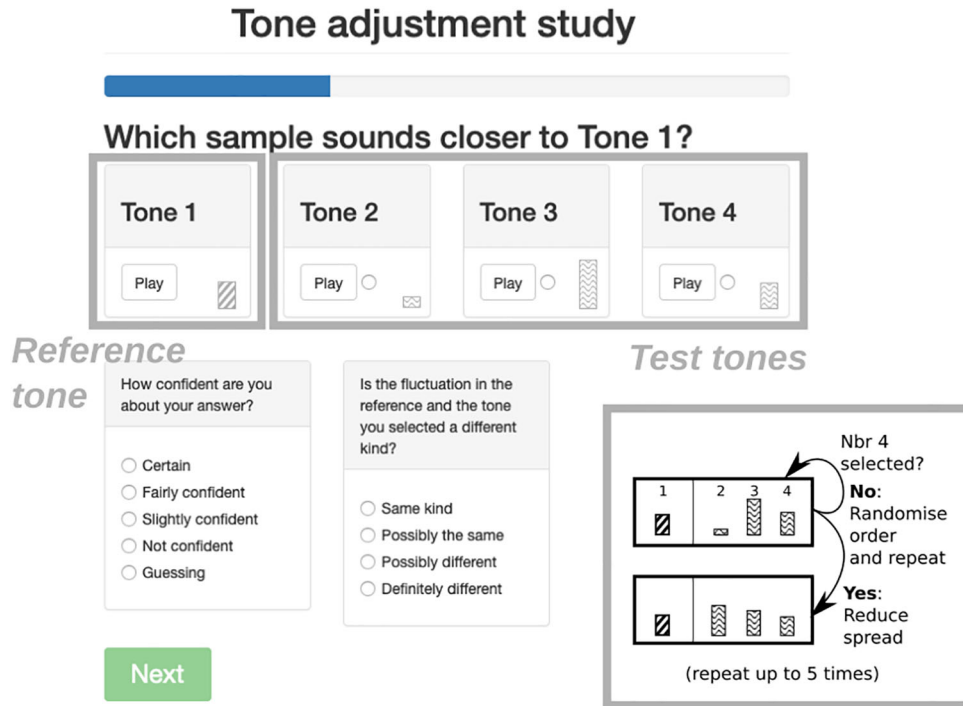 Tone adjustment study
Which sample sounds closer to Tone 1?
Tone 1
Tone 2
Tone 3
Tone 4
Play
Play
Play
Play
Reference
tone
Test tones
How confident are you
about your answer?
Certain
Fairly confident
Slightly confident
Not confident
Guessing
Is the fluctuation in the
reference and the tone
you selected a different
kind?
Same kind
Possibly the same
Possibly different
Definitely different
Next
Nbr 4
selected?
1 2 3 4
No:
Randomise
order
and repeat
Yes:
Reduce
spread
(repeat up to 5 times)